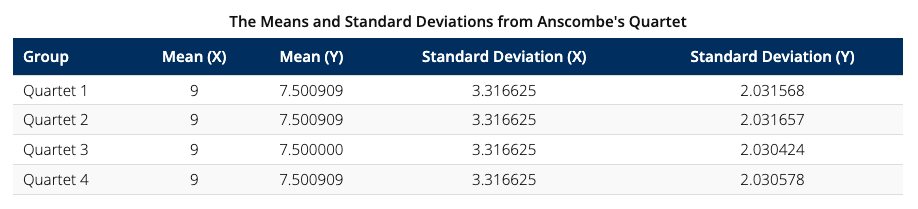 The Means and Standard Deviations from Anscombe's Quartet
Group Mean (X) Mean (Y) Standard Deviation (X) Standard Deviation (Y)
Quartet 1 9 7.500909 3.316625 2.031568
Quartet 2 9 7.500909 3.316625 2.031657
Quartet 3 9 7.500000 3.316625 2.030424
Quartet 4 9 7.500909 3.316625 2.030578